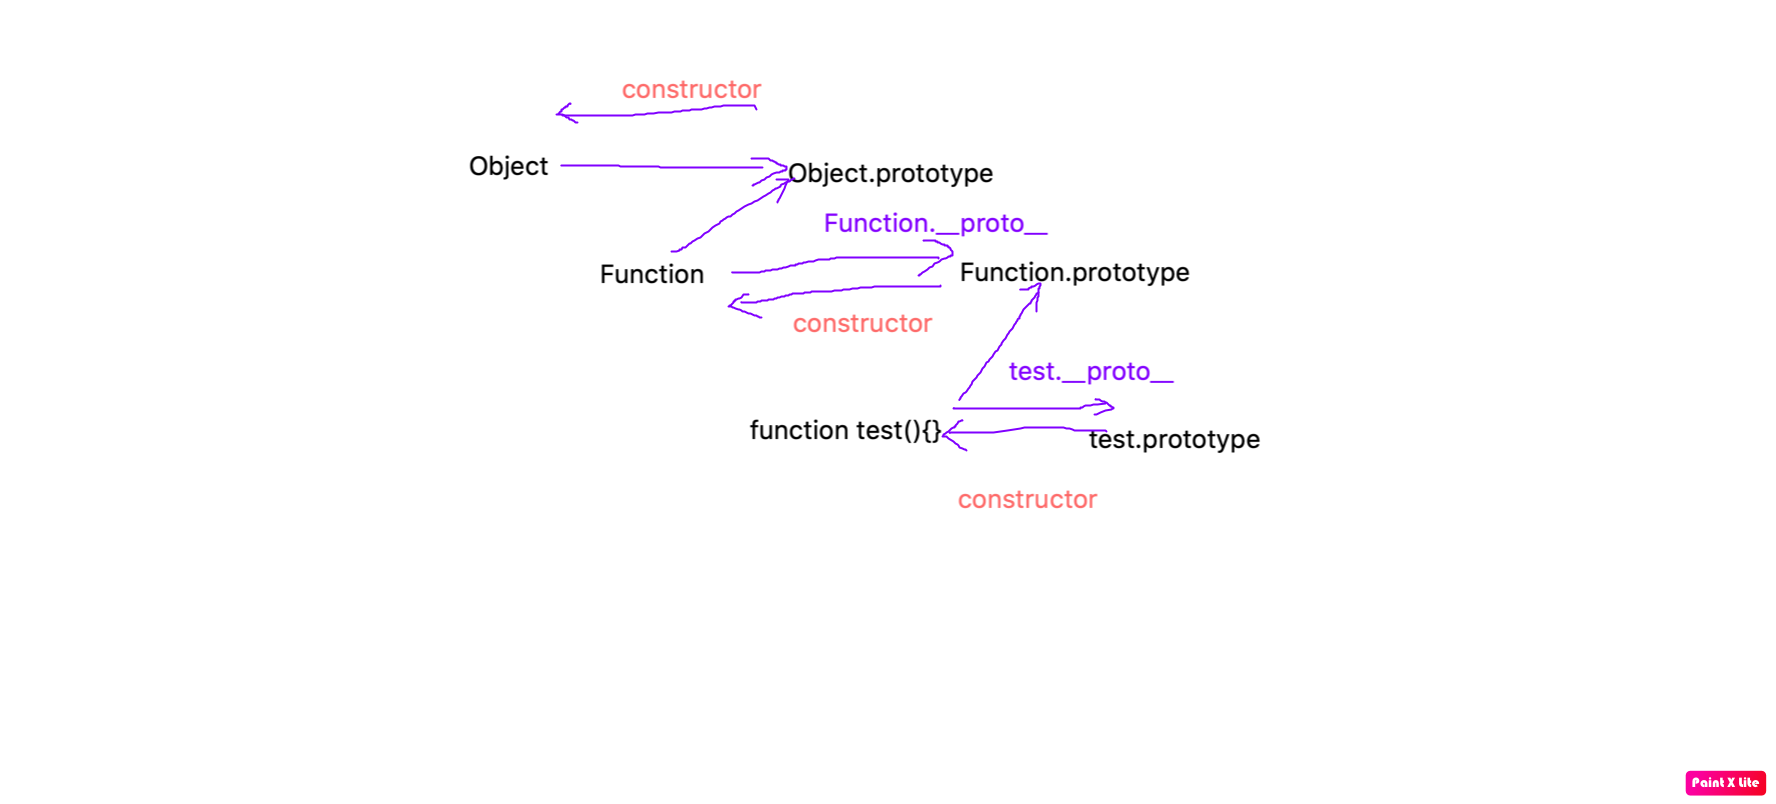 constructor
Object
Object.prototype
Function.__proto__
Function
Function.prototype
constructor
test.__proto__
function test(){}
test.prototype
constructor
Paint X Lite